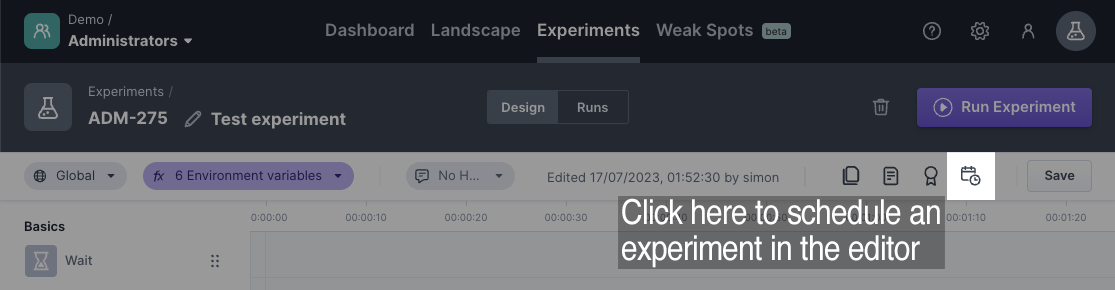 Demo /
Administrators
Dashboard Landscape Experiments Weak Spots beta
Experiments /
ADM-275 Test experiment
Design Runs
Run Experiment
Global fx 6 Environment variables No H... Edited 17/07/2023, 01:52:30 by simon Save
Basics
0:00:00 00:00:10 00:00:20 00:00:30 00:01:10 00:01:20
Click here to schedule an
experiment in the editor
Wait